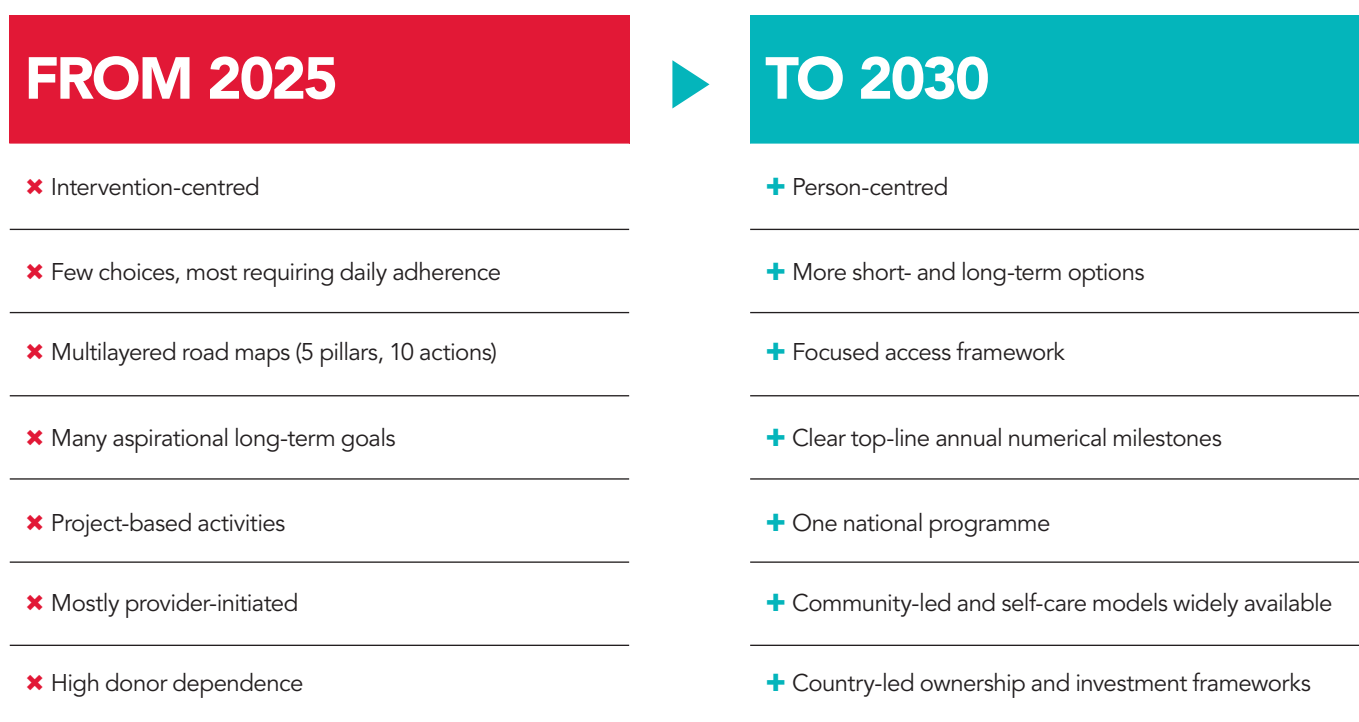 FROM 2025
TO 2030
Intervention-centred
Person-centred
Few choices, most requiring daily adherence
More short- and long-term options
Multilayered road maps (5 pillars, 10 actions)
Focused access framework
Many aspirational long-term goals
Clear top-line annual numerical milestones
Project-based activities
One national programme
Mostly provider-initiated
Community-led and self-care models widely available
High donor dependence
Country-led ownership and investment frameworks